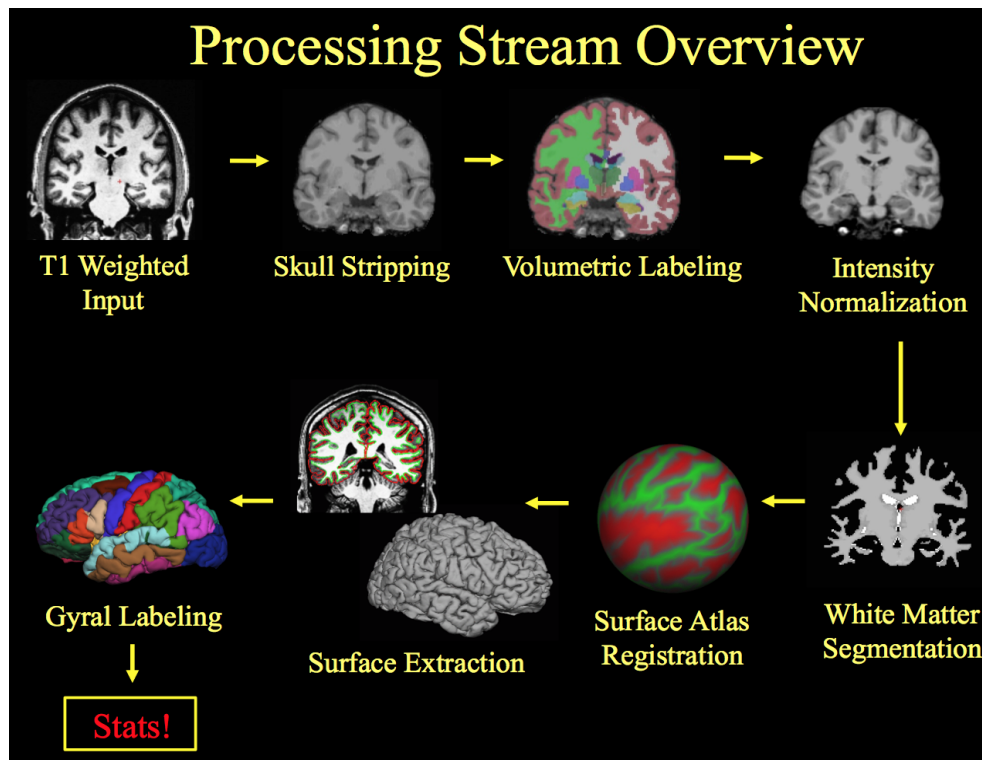 Processing Stream Overview
T1 Weighted
Input
Skull Stripping
Volumetric Labeling
Intensity
Normalization
White Matter
Segmentation
Surface Atlas
Registration
Surface Extraction
Gyral Labeling
Stats!